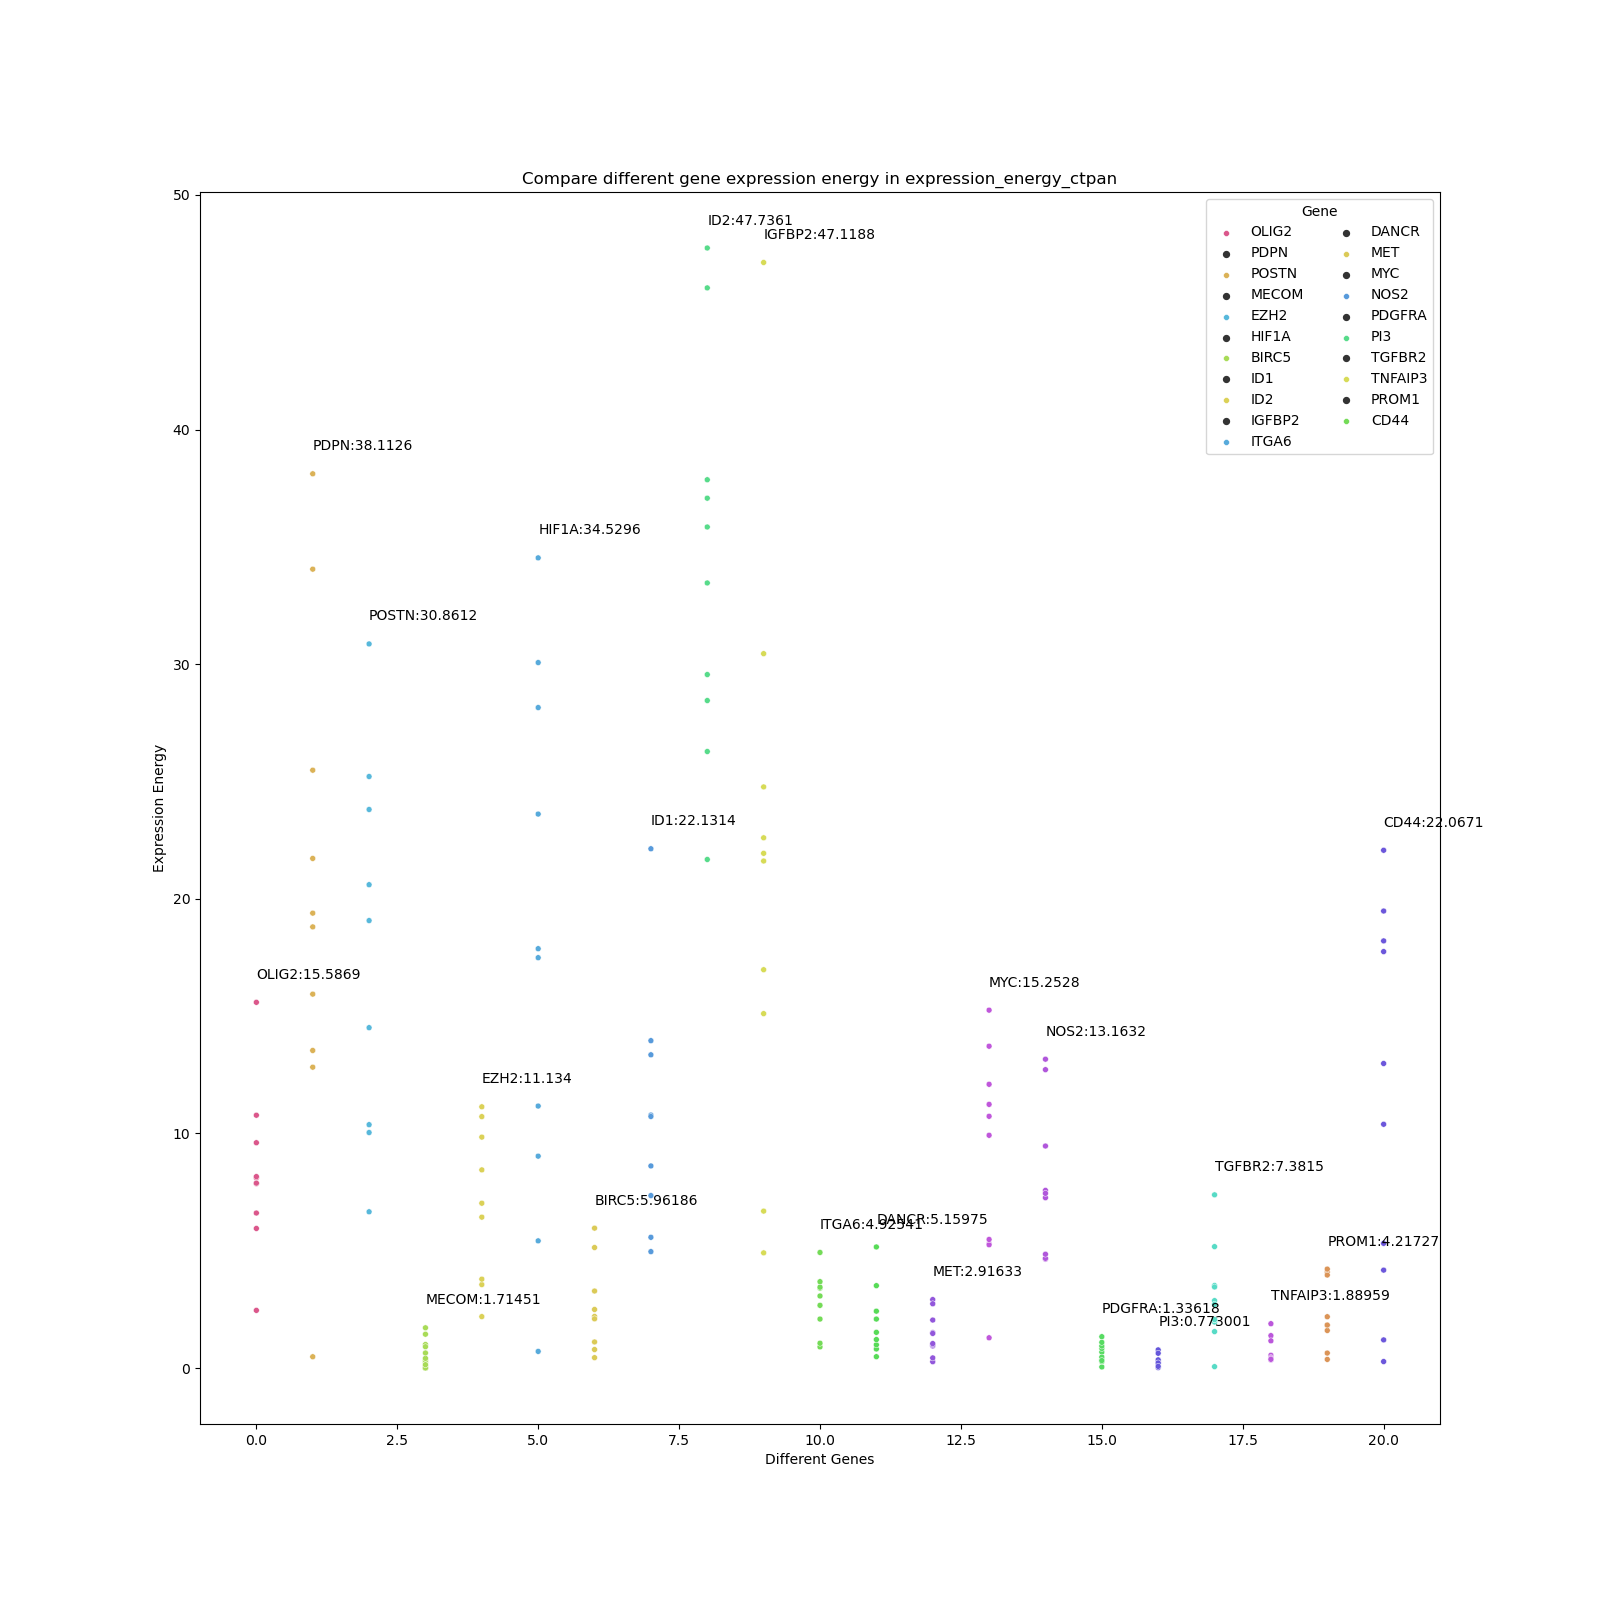 Compare different gene expression energy in expression_energy_ctpan
50
40
30
20
10
0
Expression Energy
ID2:47.7361
IGFBP2:47.1188
PDPN:38.1126
HIF1A:34.5296
POSTN:30.8612
ID1:22.1314
CD44:22.0671
OLIG2:15.5869
MYC:15.2528
NOS2:13.1632
EZH2:11.134
TGFBR2:7.3815
BIRC5:5.96186
ITGA6:4.92541
DANCR:5.15975
PROM1:4.21727
MET:2.91633
MECOM:1.71451
TNFAIP3:1.88959
PDGFRA:1.33618
PI3:0.773001
Gene
OLIG2
PDPN
POSTN
MECOM
EZH2
HIF1A
BIRC5
ID1
ID2
IGFBP2
ITGA6
DANCR
MET
MYC
NOS2
PDGFRA
PI3
TGFBR2
TNFAIP3
PROM1
CD44
0.0 2.5 5.0 7.5 10.0 12.5 15.0 17.5 20.0
Different Genes